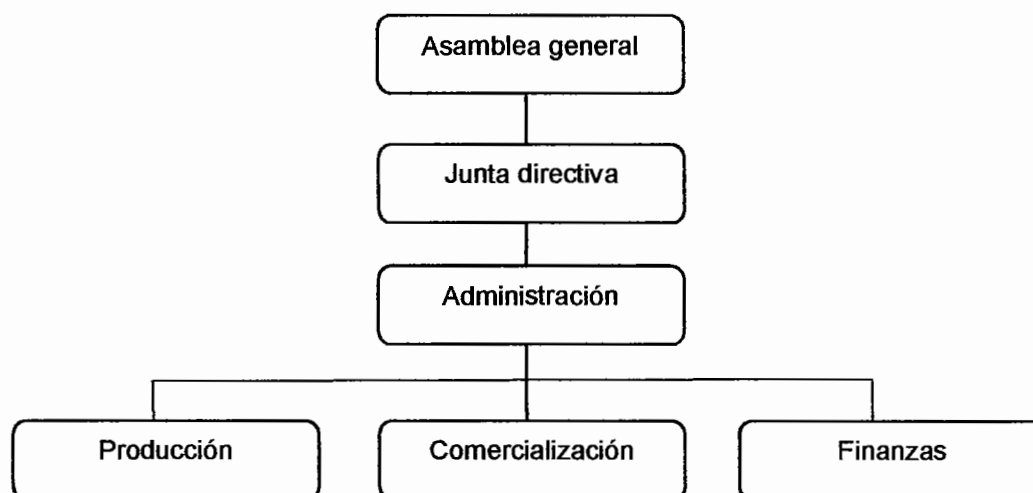 Asamblea general
Junta directiva
Administración
Producción
Comercialización
Finanzas